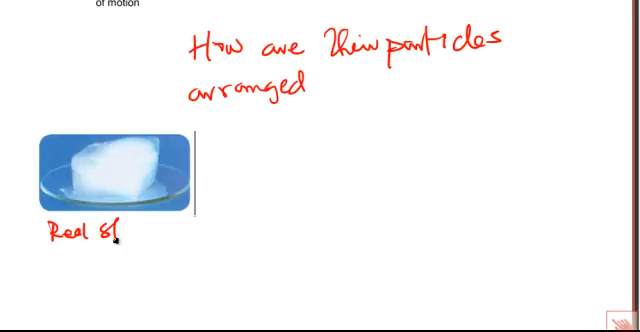 of motion
How are their particles
arranged
Real